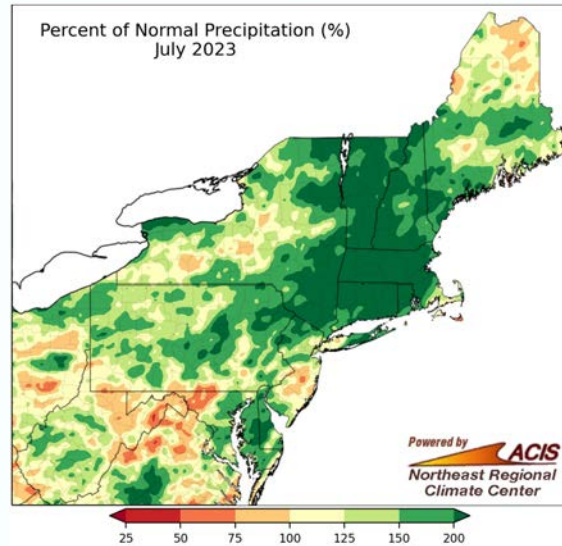 Percent of Normal Precipitation (%)
July 2023
Powered by ACIS
Northeast Regional
Climate Center
25 50 75 100 125 150 200